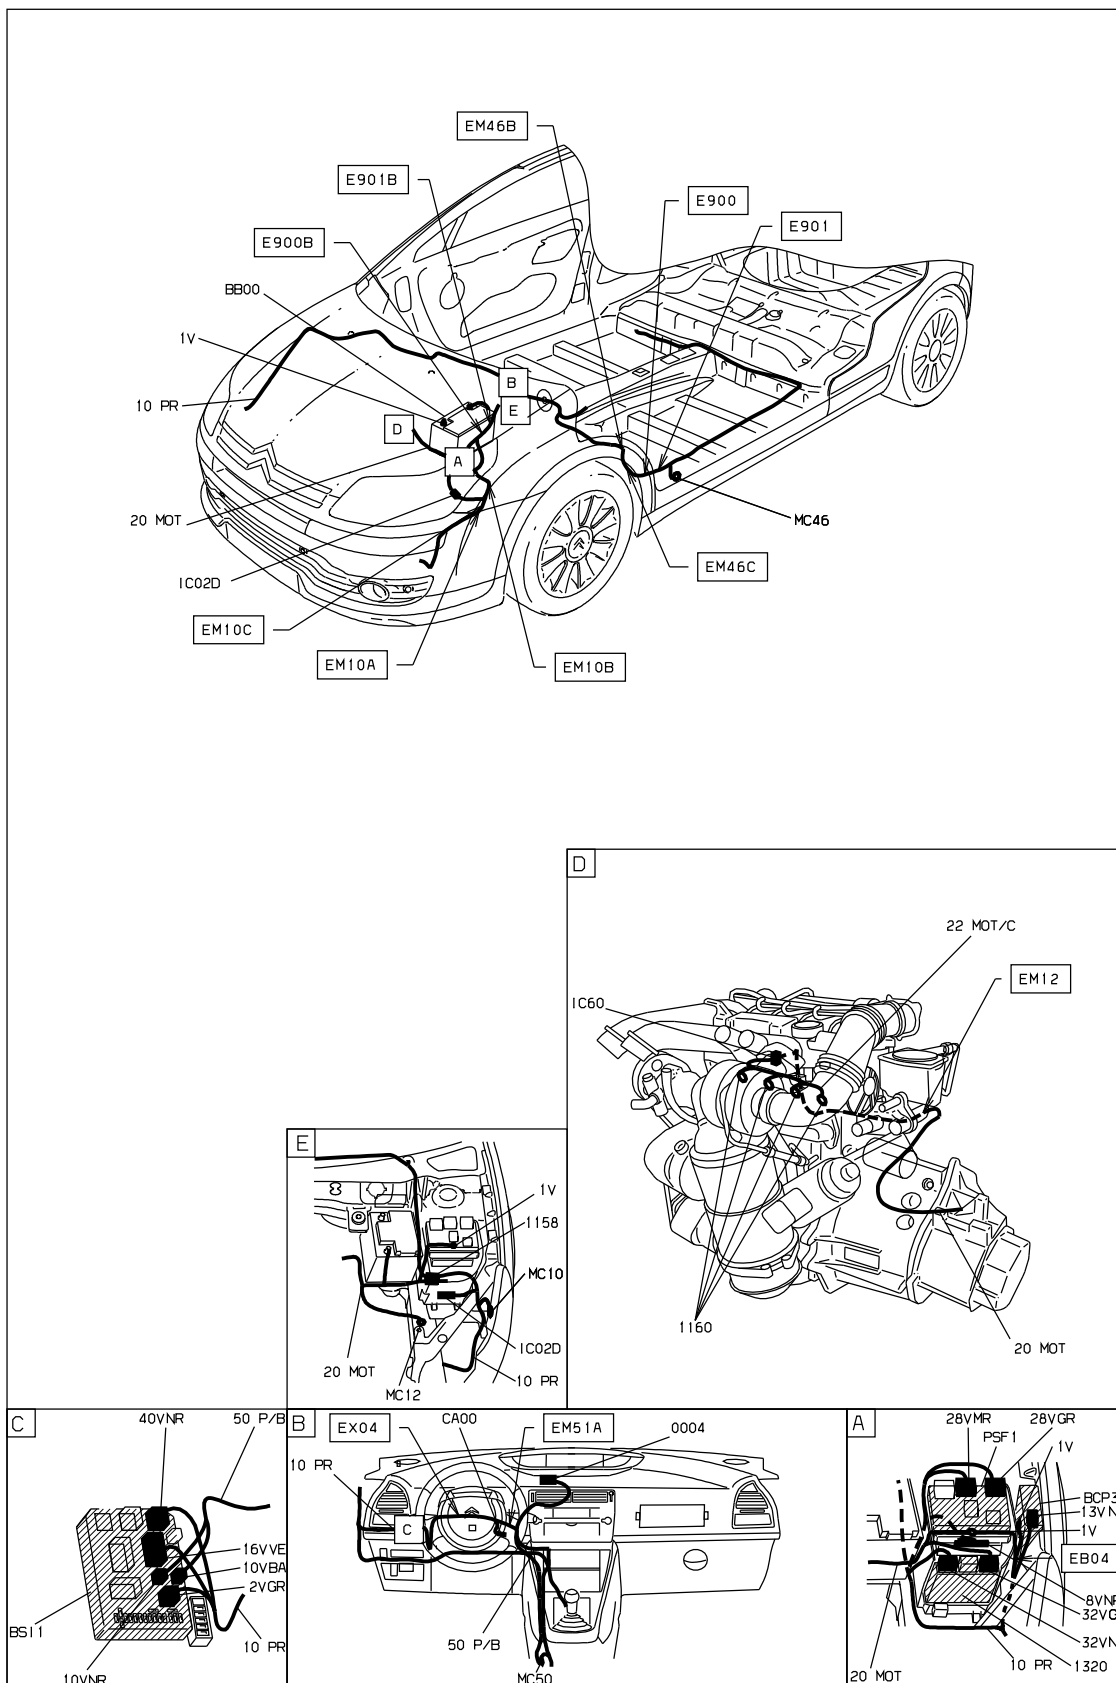 EM46B
E901B
E900
E901
E900B
BB00
1V
10 PR
B
E
D
A
20 MOT
MC46
IC02D
EM46C
EM10C
EM10A
EM10B
D
22 MOT/C
EM12
IC60
1160
20 MOT
E
1V
1158
MC10
IC02D
20 MOT
10 PR
MC12
C
40VNR
50 P/B
16VVE
10VBA
2VGR
BSI1
10 PR
10VNR
B
EX04
CA00
EM51A
0004
10 PR
C
50 P/B
MC50
A
28VMR
28VGR
PSF1
1V
BCP3
13VN
1V
EB04
8VNR
32VG
32VN
1320
10 PR
20 MOT